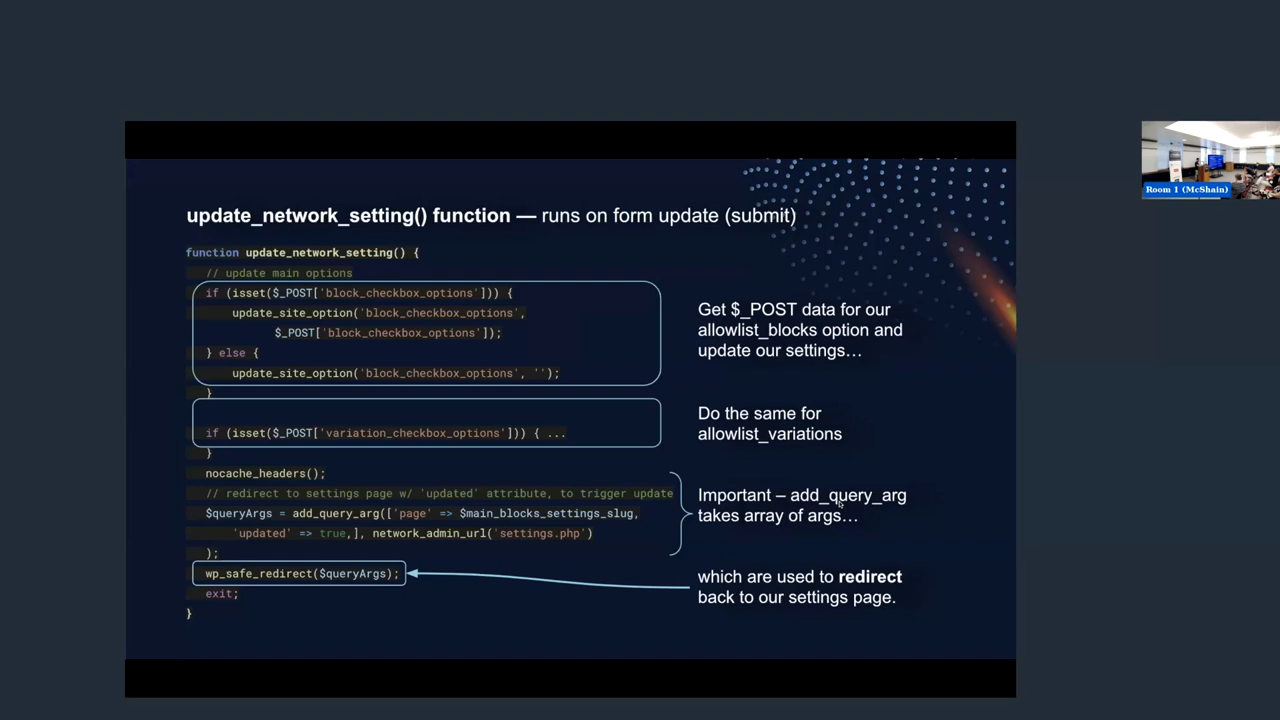 update_network_setting() function — runs on form update (submit)
function update_network_setting() {
// update main options
if (isset($_POST['block_checkbox_options'])) {
update_site_option('block_checkbox_options',
$_POST['block_checkbox_options']);
} else {
update_site_option('block_checkbox_options', '');
}
if (isset($_POST['variation_checkbox_options'])) { ...
}
nocache_headers();
// redirect to settings page w/ 'updated' attribute, to trigger update
$queryArgs = add_query_arg(['page' => $main_blocks_settings_slug,
'updated' => true,], network_admin_url('settings.php')
);
wp_safe_redirect($queryArgs);
exit;
}
Get $_POST data for our
allowlist_blocks option and
update our settings…
Do the same for
allowlist_variations
Important – add_query_arg
takes array of args…
which are used to redirect
back to our settings page.
Room 1 (McShain)